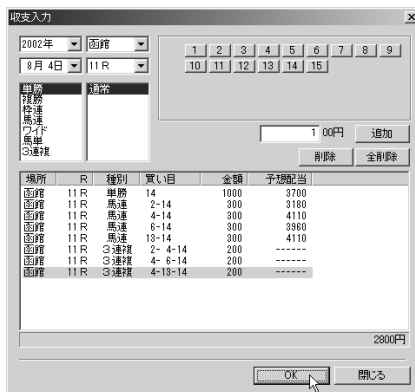 収支入力
2002年 函館
8月 4日 11R
1 2 3 4 5 6 7 8 9
10 11 12 13 14 15
単勝 通常
複勝
枠連
馬連
ワイド
馬単
3連複
1 00円 追加
削除 全削除
場所 R 種別 買い目 金額 予想配当
函館 11R 単勝 14 1000 3700
函館 11R 馬連 2-14 300 3180
函館 11R 馬連 4-14 300 4110
函館 11R 馬連 6-14 300 3960
函館 11R 馬連 13-14 300 4110
函館 11R 3連複 2- 4-14 200 ------
函館 11R 3連複 4- 6-14 200 ------
函館 11R 3連複 4-13-14 200 ------
2800円
OK 閉じる